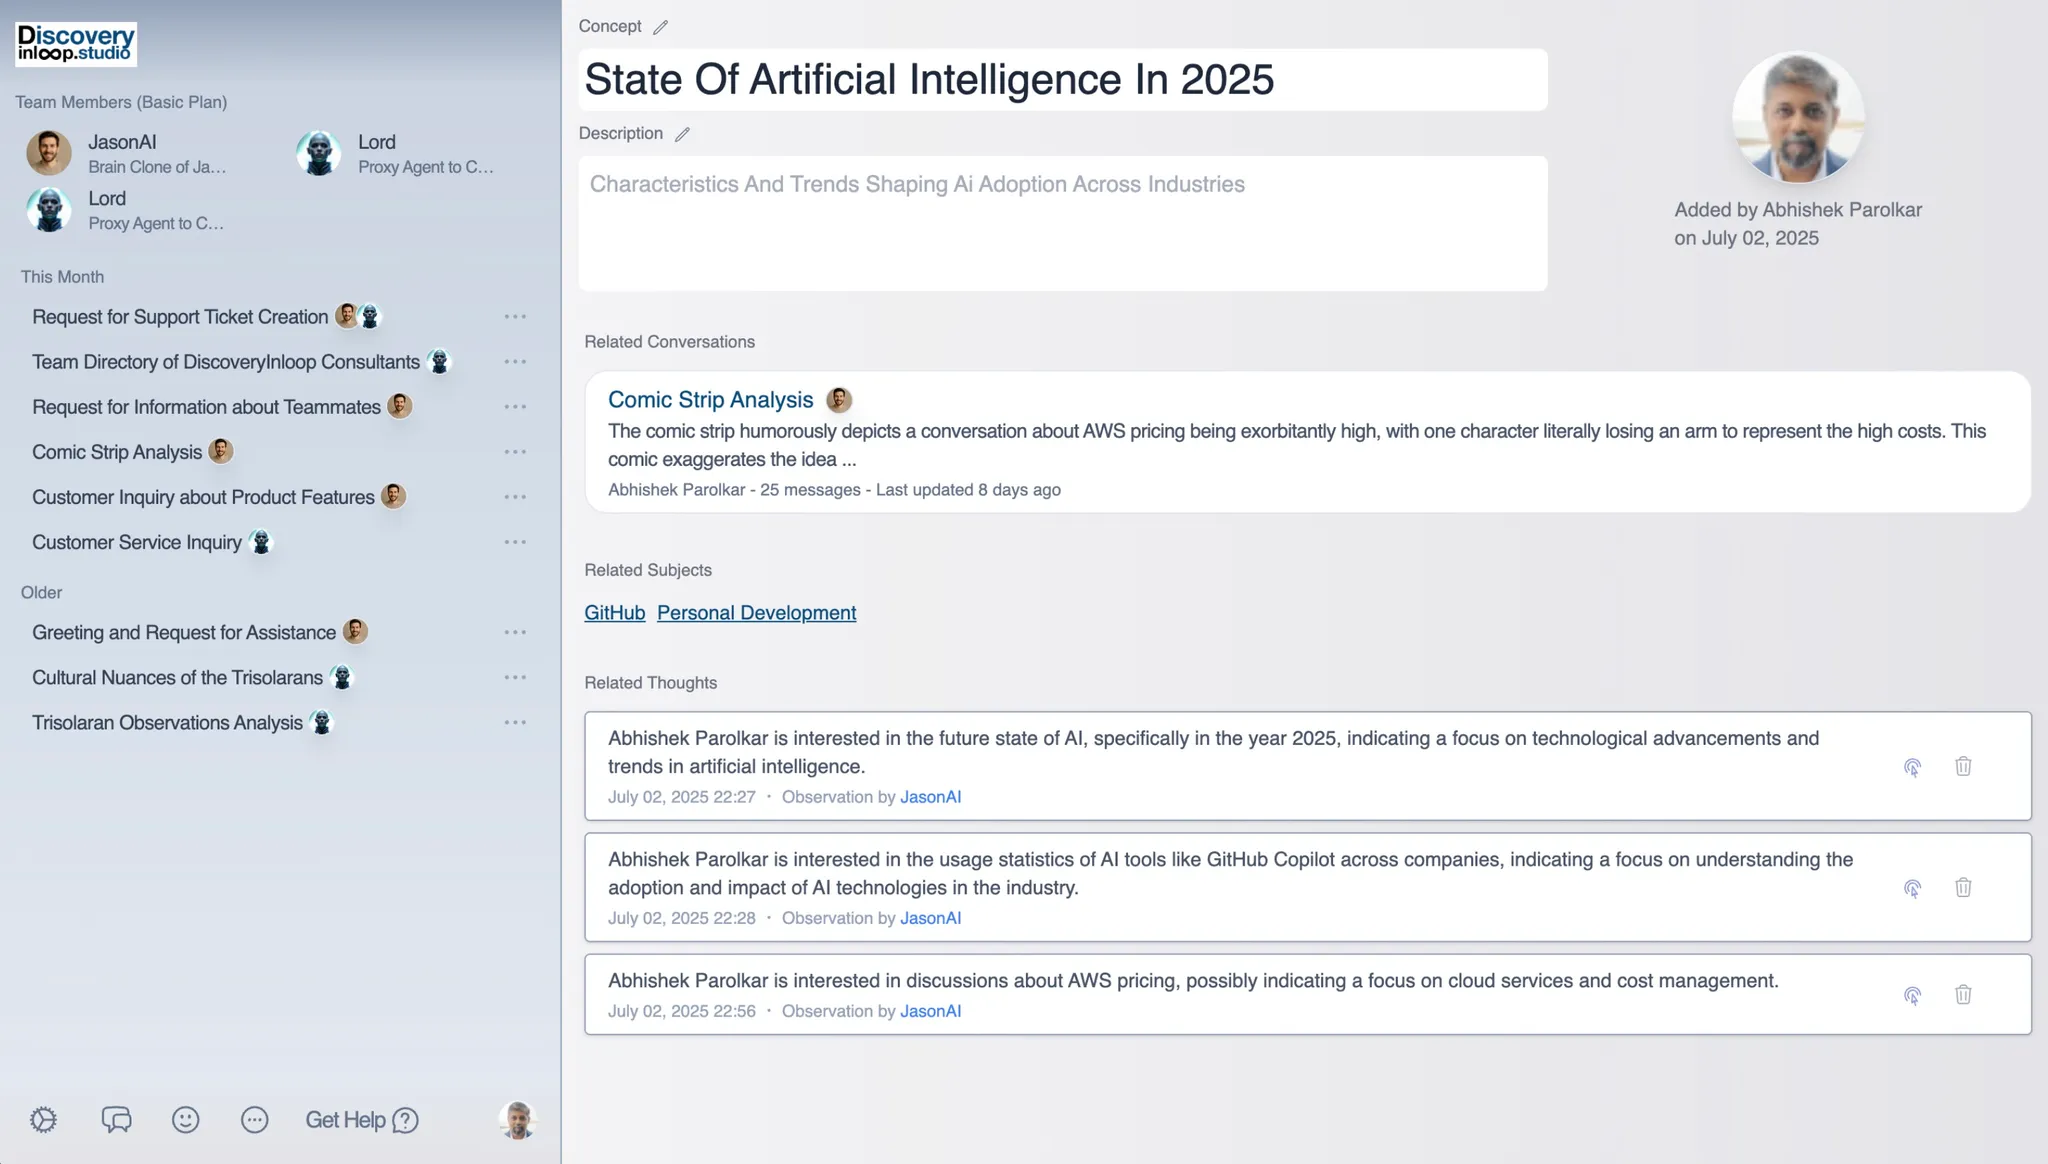 Discovery
inloop.studio
Team Members (Basic Plan)
JasonAI
Brain Clone of Ja...
Lord
Proxy Agent to C...
Lord
Proxy Agent to C...
This Month
Request for Support Ticket Creation
Team Directory of DiscoveryInloop Consultants
Request for Information about Teammates
Comic Strip Analysis
Customer Inquiry about Product Features
Customer Service Inquiry
Older
Greeting and Request for Assistance
Cultural Nuances of the Trisolarans
Trisolaran Observations Analysis
Get Help
Concept
State Of Artificial Intelligence In 2025
Description
Characteristics And Trends Shaping Ai Adoption Across Industries
Added by Abhishek Parolkar
on July 02, 2025
Related Conversations
Comic Strip Analysis
The comic strip humorously depicts a conversation about AWS pricing being exorbitantly high, with one character literally losing an arm to represent the high costs. This
comic exaggerates the idea ...
Abhishek Parolkar - 25 messages - Last updated 8 days ago
Related Subjects
GitHub Personal Development
Related Thoughts
Abhishek Parolkar is interested in the future state of AI, specifically in the year 2025, indicating a focus on technological advancements and
trends in artificial intelligence.
July 02, 2025 22:27 · Observation by JasonAI
Abhishek Parolkar is interested in the usage statistics of AI tools like GitHub Copilot across companies, indicating a focus on understanding the
adoption and impact of AI technologies in the industry.
July 02, 2025 22:28 · Observation by JasonAI
Abhishek Parolkar is interested in discussions about AWS pricing, possibly indicating a focus on cloud services and cost management.
July 02, 2025 22:56 · Observation by JasonAI